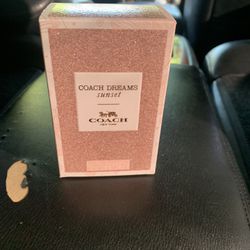 COACH DREAMS
sunset
COACH
NEW YORK